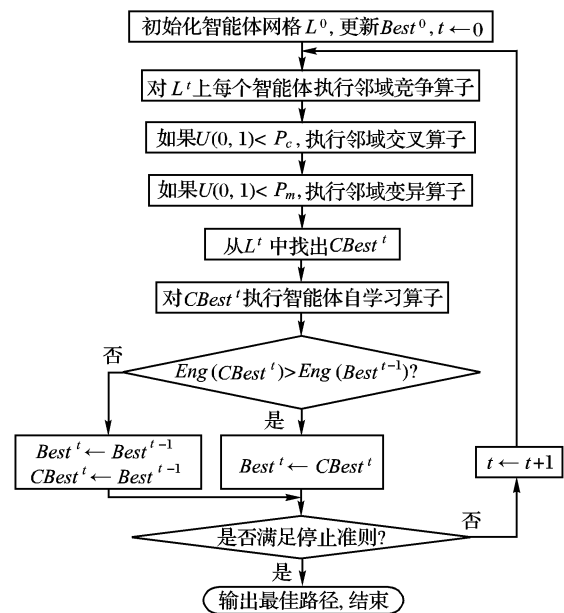 初始化智能体网格 L⁰, 更新Best⁰, t ← 0
对 Lᵗ上每个智能体执行邻域竞争算子
如果U(0, 1)< P_c, 执行邻域交叉算子
如果U(0, 1)< P_m, 执行邻域变异算子
从Lᵗ 中找出CBestᵗ
对CBestᵗ执行智能体自学习算子
Eng (CBestᵗ)>Eng (Bestᵗ⁻¹)?
否
是
Bestᵗ ← Bestᵗ⁻¹
CBestᵗ ← Bestᵗ⁻¹
Bestᵗ ← CBestᵗ
t ← t+1
是否满足停止准则?
否
是
输出最佳路径, 结束